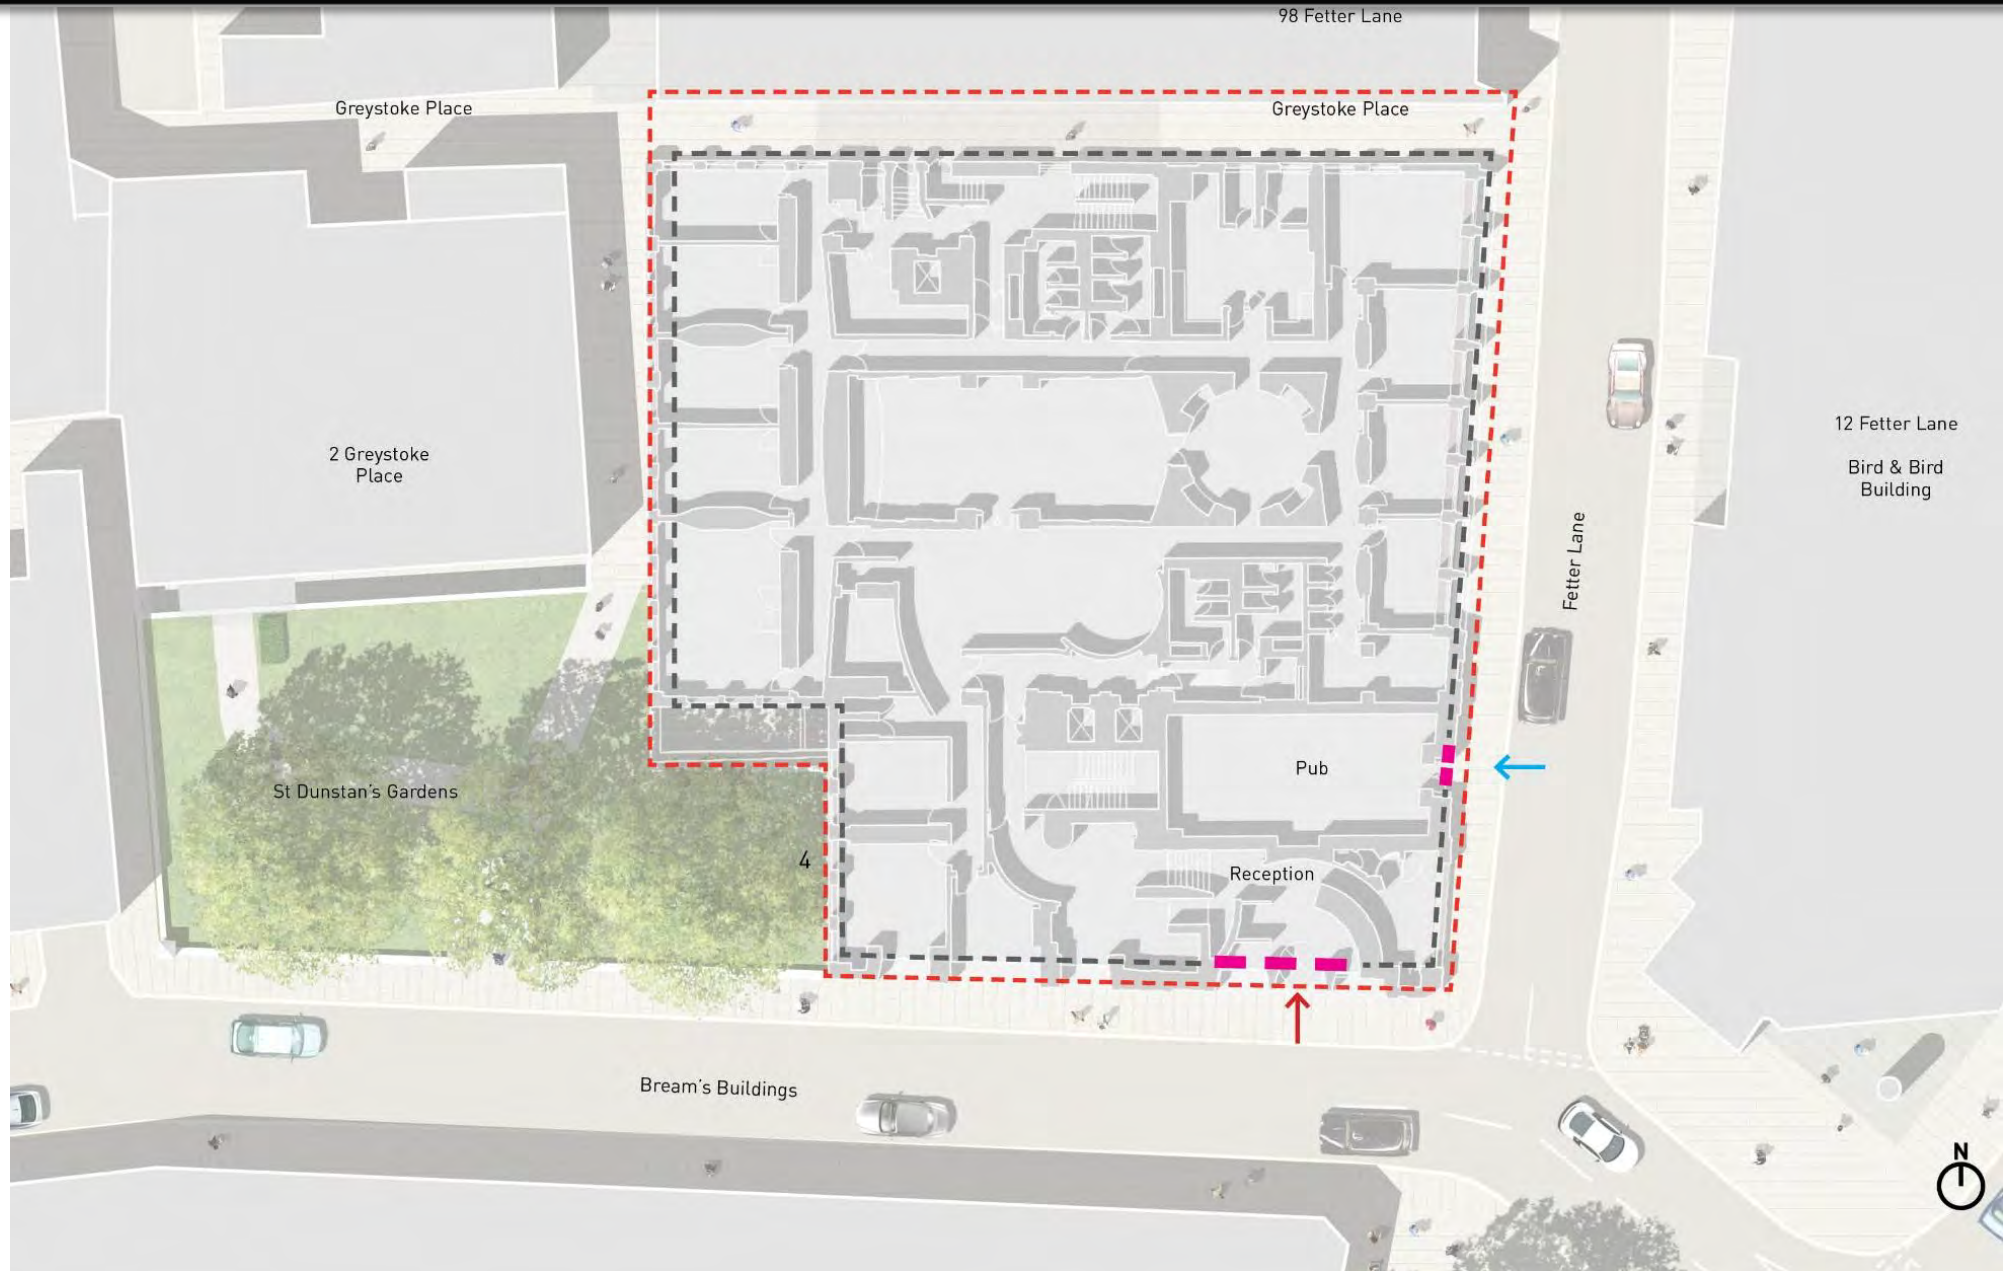 98 Fetter Lane
Greystoke Place
Greystoke Place
2 Greystoke
Place
12 Fetter Lane
Bird & Bird
Building
Fetter Lane
Pub
St Dunstan's Gardens
4
Reception
Bream's Buildings
N